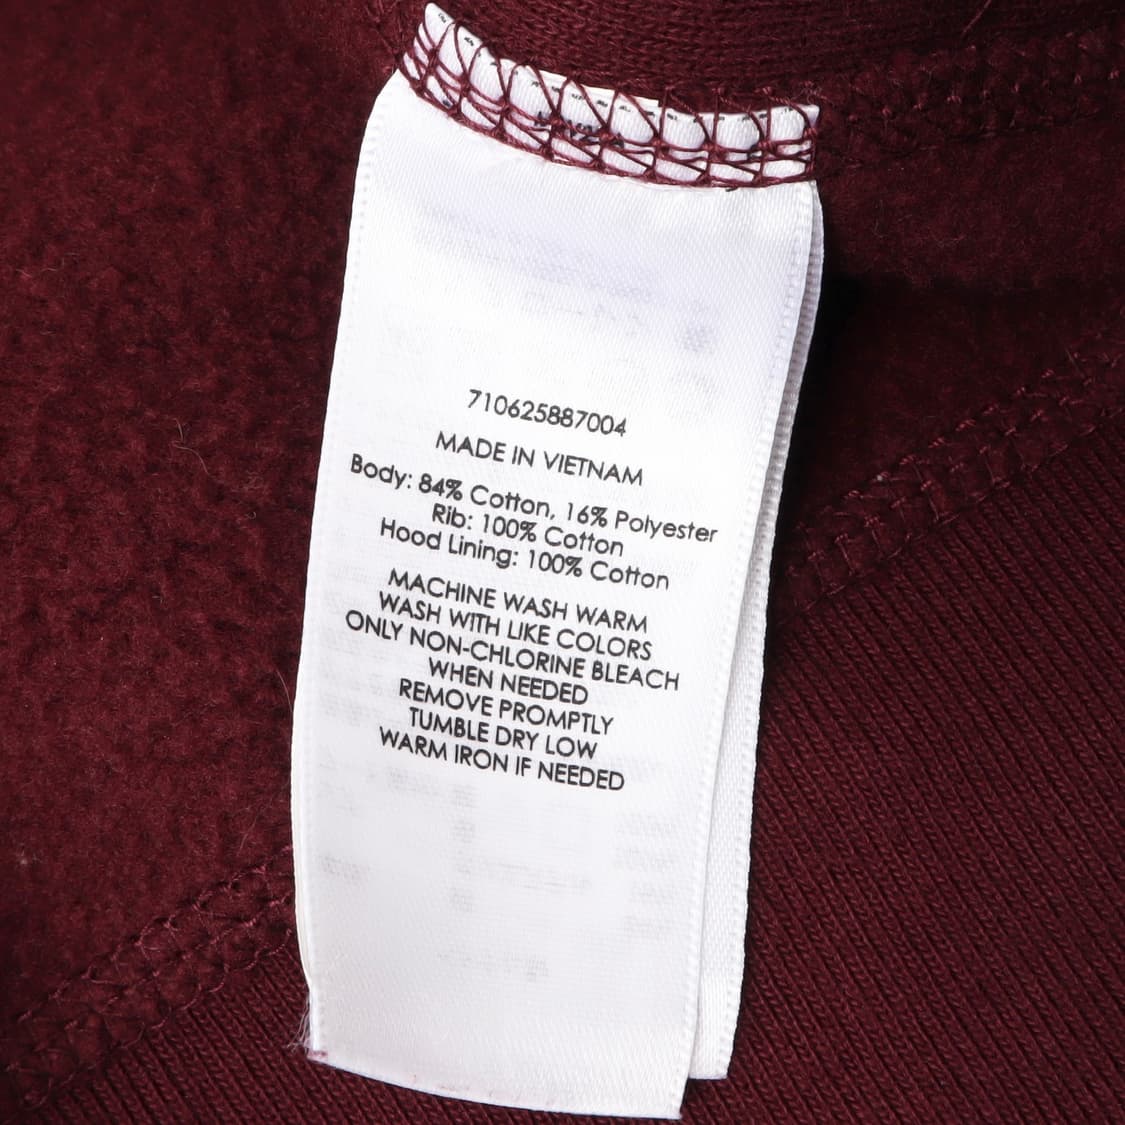 710625887004
MADE IN VIETNAM
Body: 84% Cotton, 16% Polyester
Rib: 100% Cotton
Hood Lining: 100% Cotton
MACHINE WASH WARM
WASH WITH LIKE COLORS
ONLY NON-CHLORINE BLEACH
WHEN NEEDED
REMOVE PROMPTLY
TUMBLE DRY LOW
WARM IRON IF NEEDED